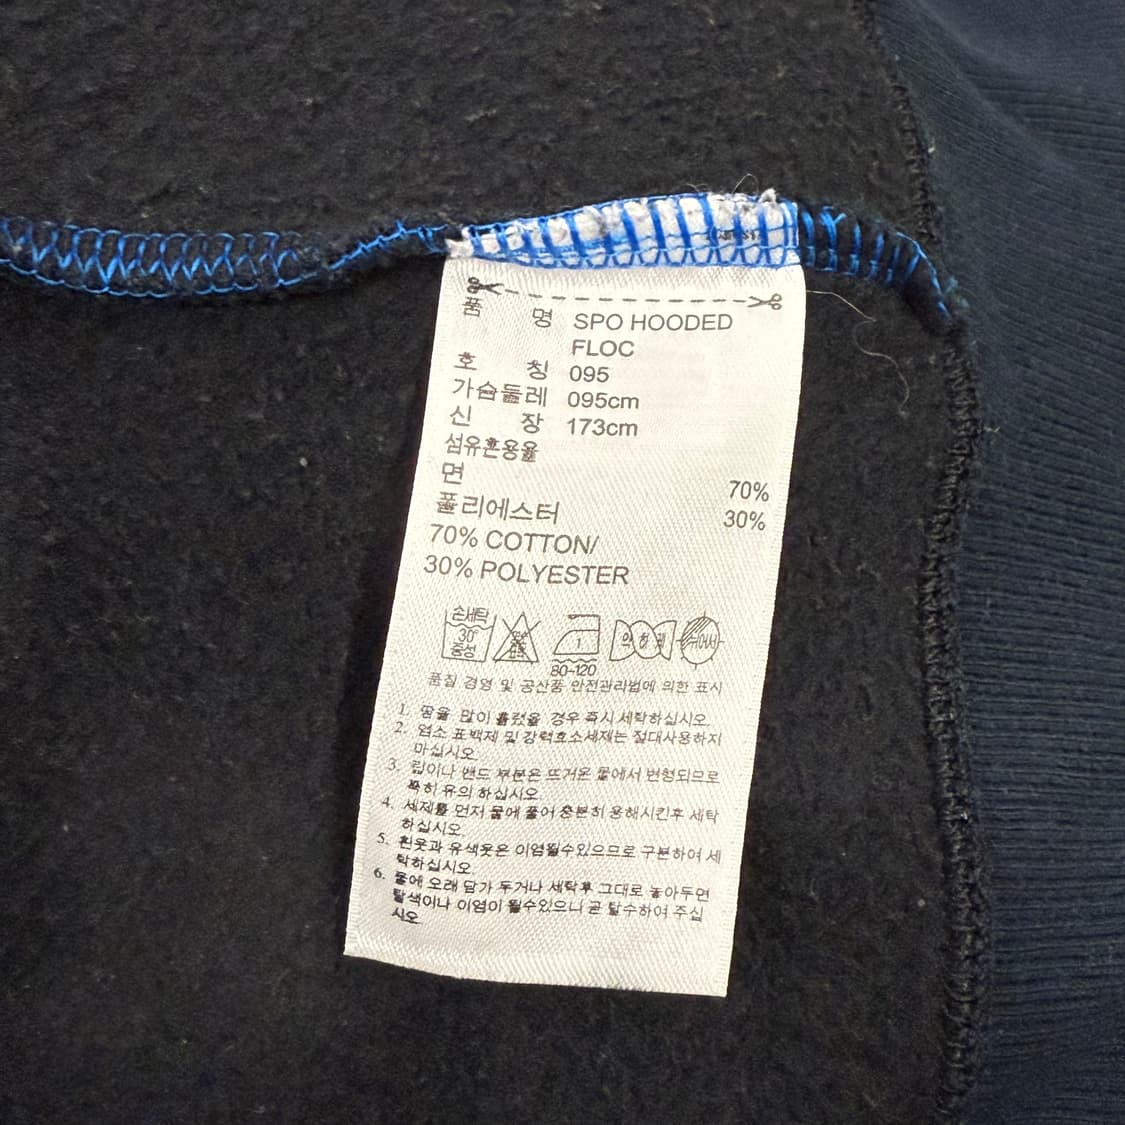 품 명 SPO HOODED
FLOC
호 칭 095
가슴둘레 095cm
신 장 173cm
섬유혼용율
면 70%
폴리에스터 30%
70% COTTON/
30% POLYESTER
손세탁
30°
중성
1
80-120
품질 경영 및 공산품 안전관리법에 의한 표시
1. 땀을 많이 흘렸을 경우 즉시 세탁하십시오.
2. 염소 표백제 및 강력효소세제는 절대사용하지
마십시오.
3. 립이나 밴드 부분은 뜨거운 물에서 변형되므로
특히 유의 하십시오.
4. 세제를 먼저 물에 풀어 충분히 용해시킨후 세탁
하십시오.
5. 흰옷과 유색옷은 이염될수있으므로 구분하여 세
탁하십시오.
6. 물에 오래 담가 두거나 세탁후 그대로 놓아두면
탈색이나 이염이 될수있으니 곧 탈수하여 주십
시오.